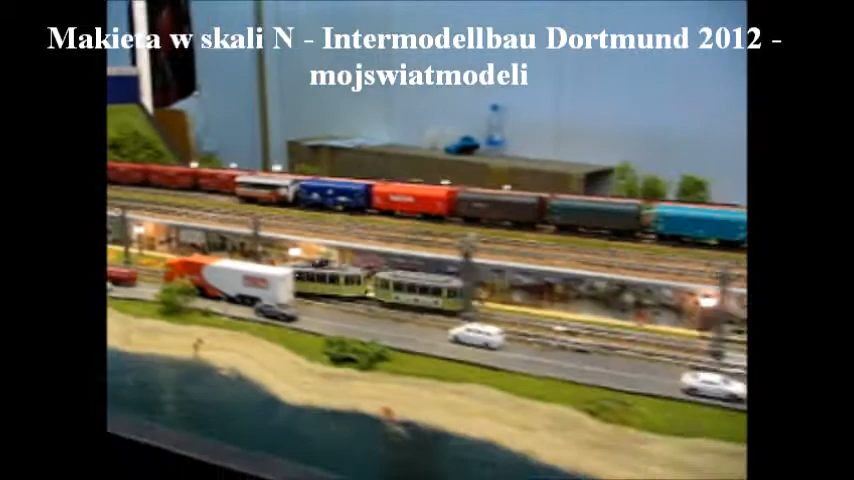 Makieta w skali N - Intermodellbau Dortmund 2012 -
mojswiatmodeli